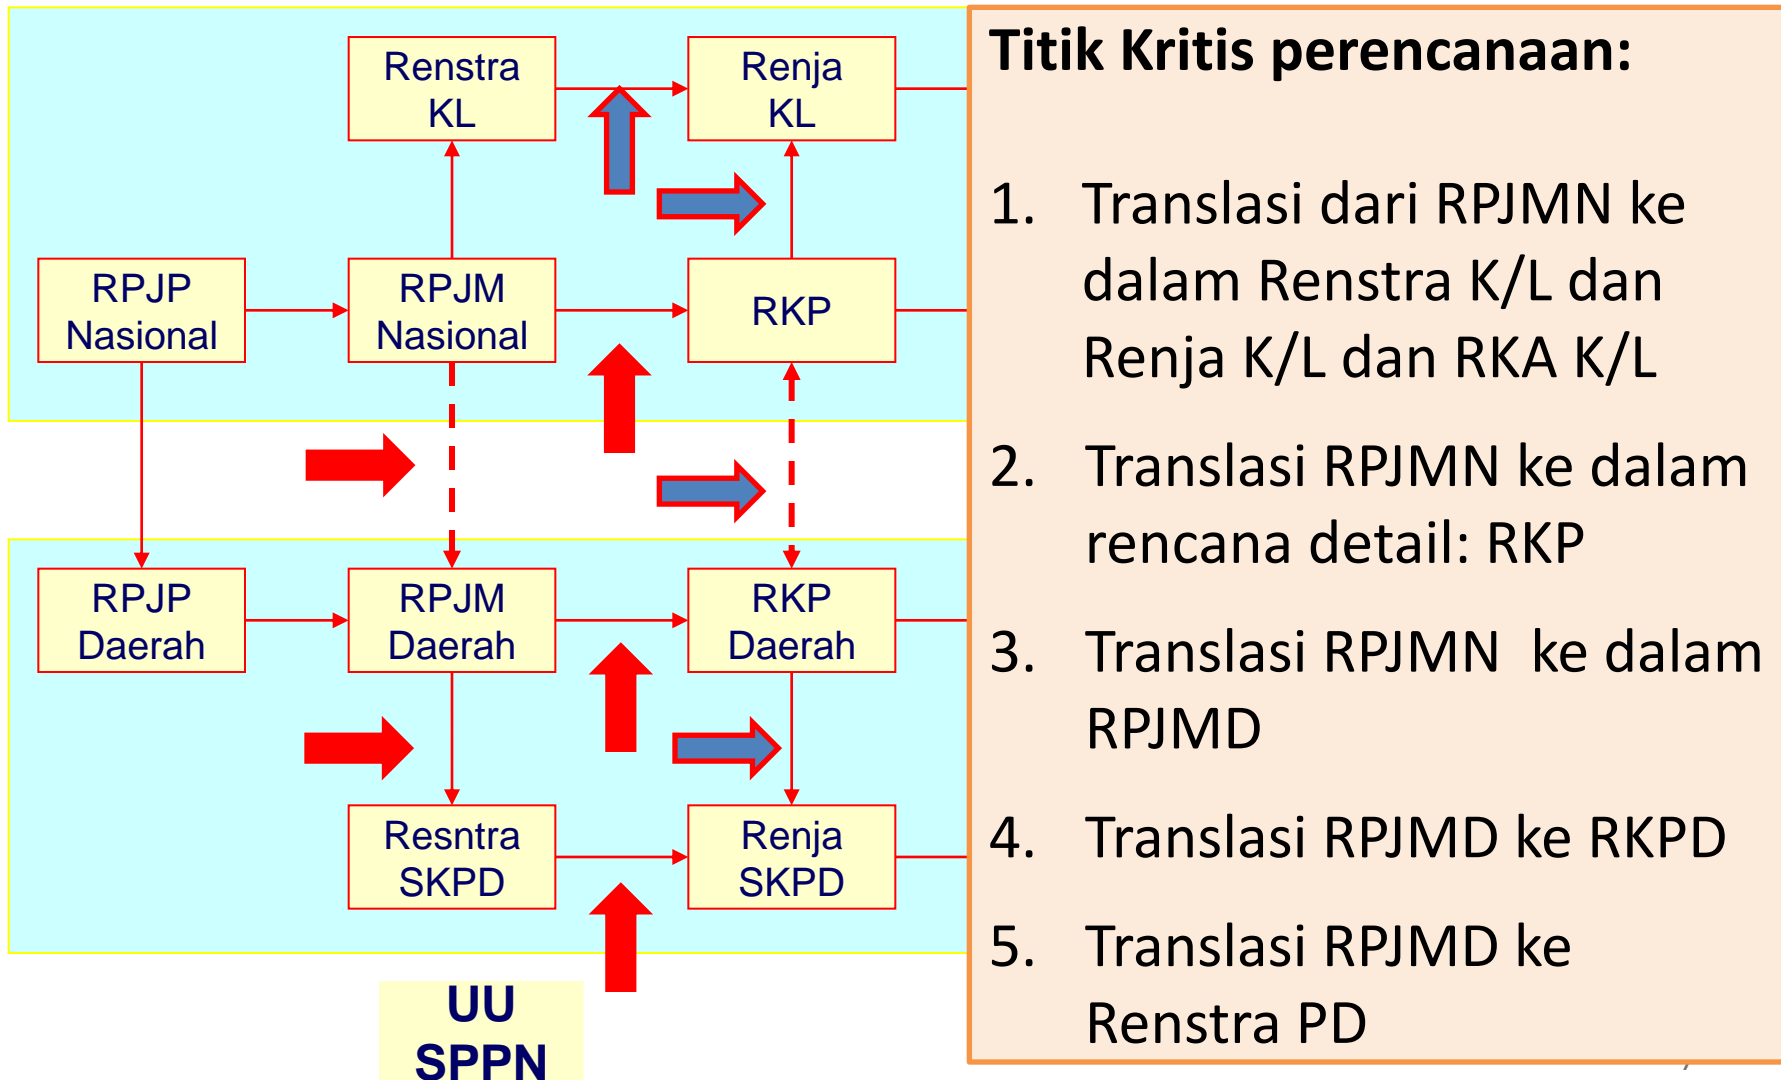 Renstra
KL
Renja
KL
RPJP
Nasional
RPJM
Nasional
RKP
RPJP
Daerah
RPJM
Daerah
RKP
Daerah
Resntra
SKPD
Renja
SKPD
UU
SPPN
Titik Kritis perencanaan:
1. Translasi dari RPJMN ke
dalam Renstra K/L dan
Renja K/L dan RKA K/L
2. Translasi RPJMN ke dalam
rencana detail: RKP
3. Translasi RPJMN  ke dalam
RPJMD
4. Translasi RPJMD ke RKPD
5. Translasi RPJMD ke
Renstra PD